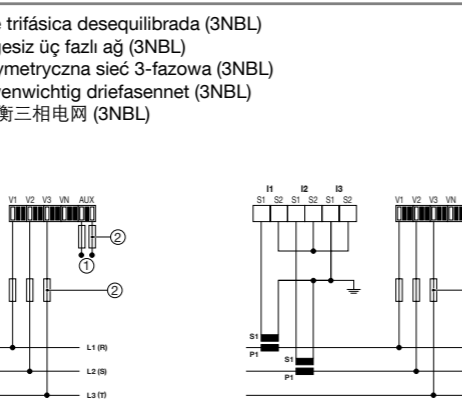 e trifásica desequilibrada (3NBL)
gesiz üç fazlı ağ (3NBL)
ymetryczna sieć 3-fazowa (3NBL)
venwichtig driefasennet (3NBL)
衡三相电网 (3NBL)
V1 V2 V3 VN AUX
2
1
2
L1 (R)
L2 (S)
L3 (T)
I1 I2 I3
S1 S2 S1 S2 S1 S2
V1 V2 V3 VN
S1
P1
S1
P1